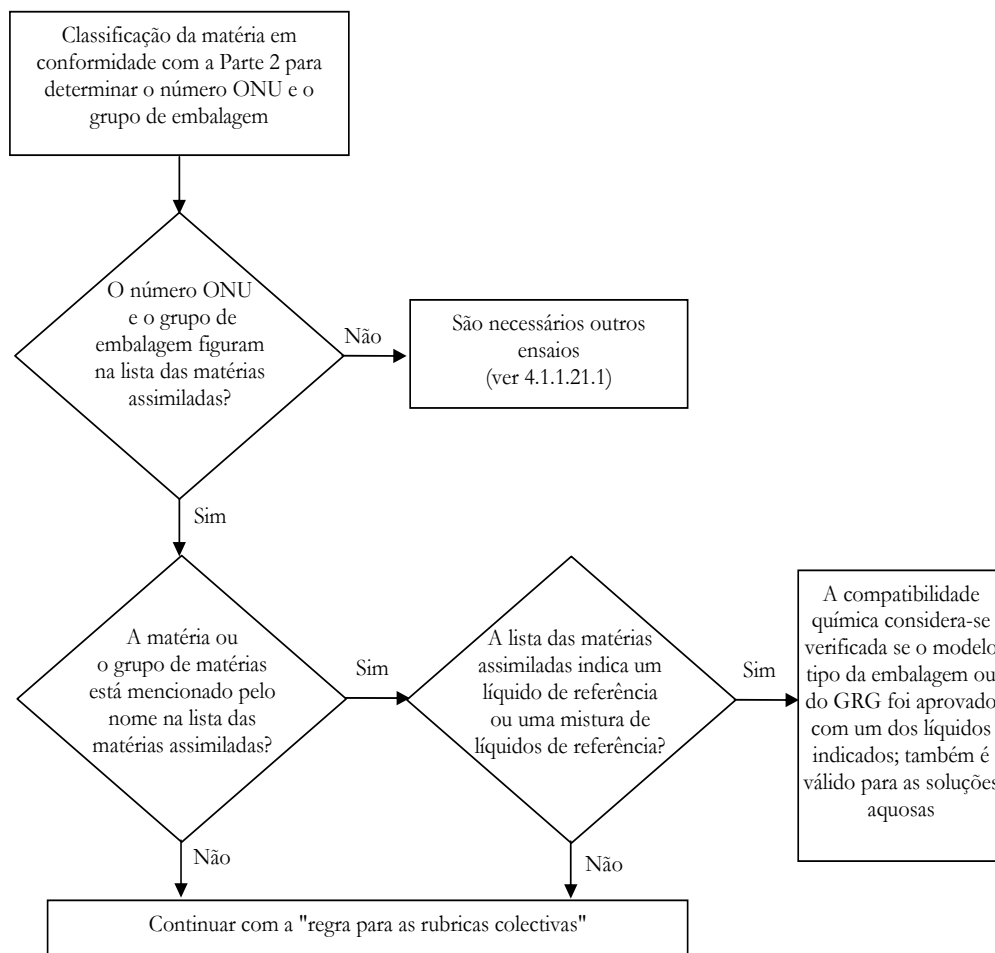 Classificação da matéria em
conformidade com a Parte 2 para
determinar o número ONU e o
grupo de embalagem
O número ONU
e o grupo de
embalagem figuram
na lista das matérias
assimiladas?
Não
São necessários outros
ensaios
(ver 4.1.1.21.1)
Sim
A matéria ou
o grupo de matérias
está mencionado pelo
nome na lista das
matérias assimiladas?
Sim
A lista das matérias
assimiladas indica um
líquido de referência
ou uma mistura de
líquidos de referência?
Sim
A compatibilidade
química considera-se
verificada se o modelo
tipo da embalagem ou
do GRG foi aprovado
com um dos líquidos
indicados; também é
válido para as soluções
aquosas
Não
Não
Continuar com a "regra para as rubricas colectivas"